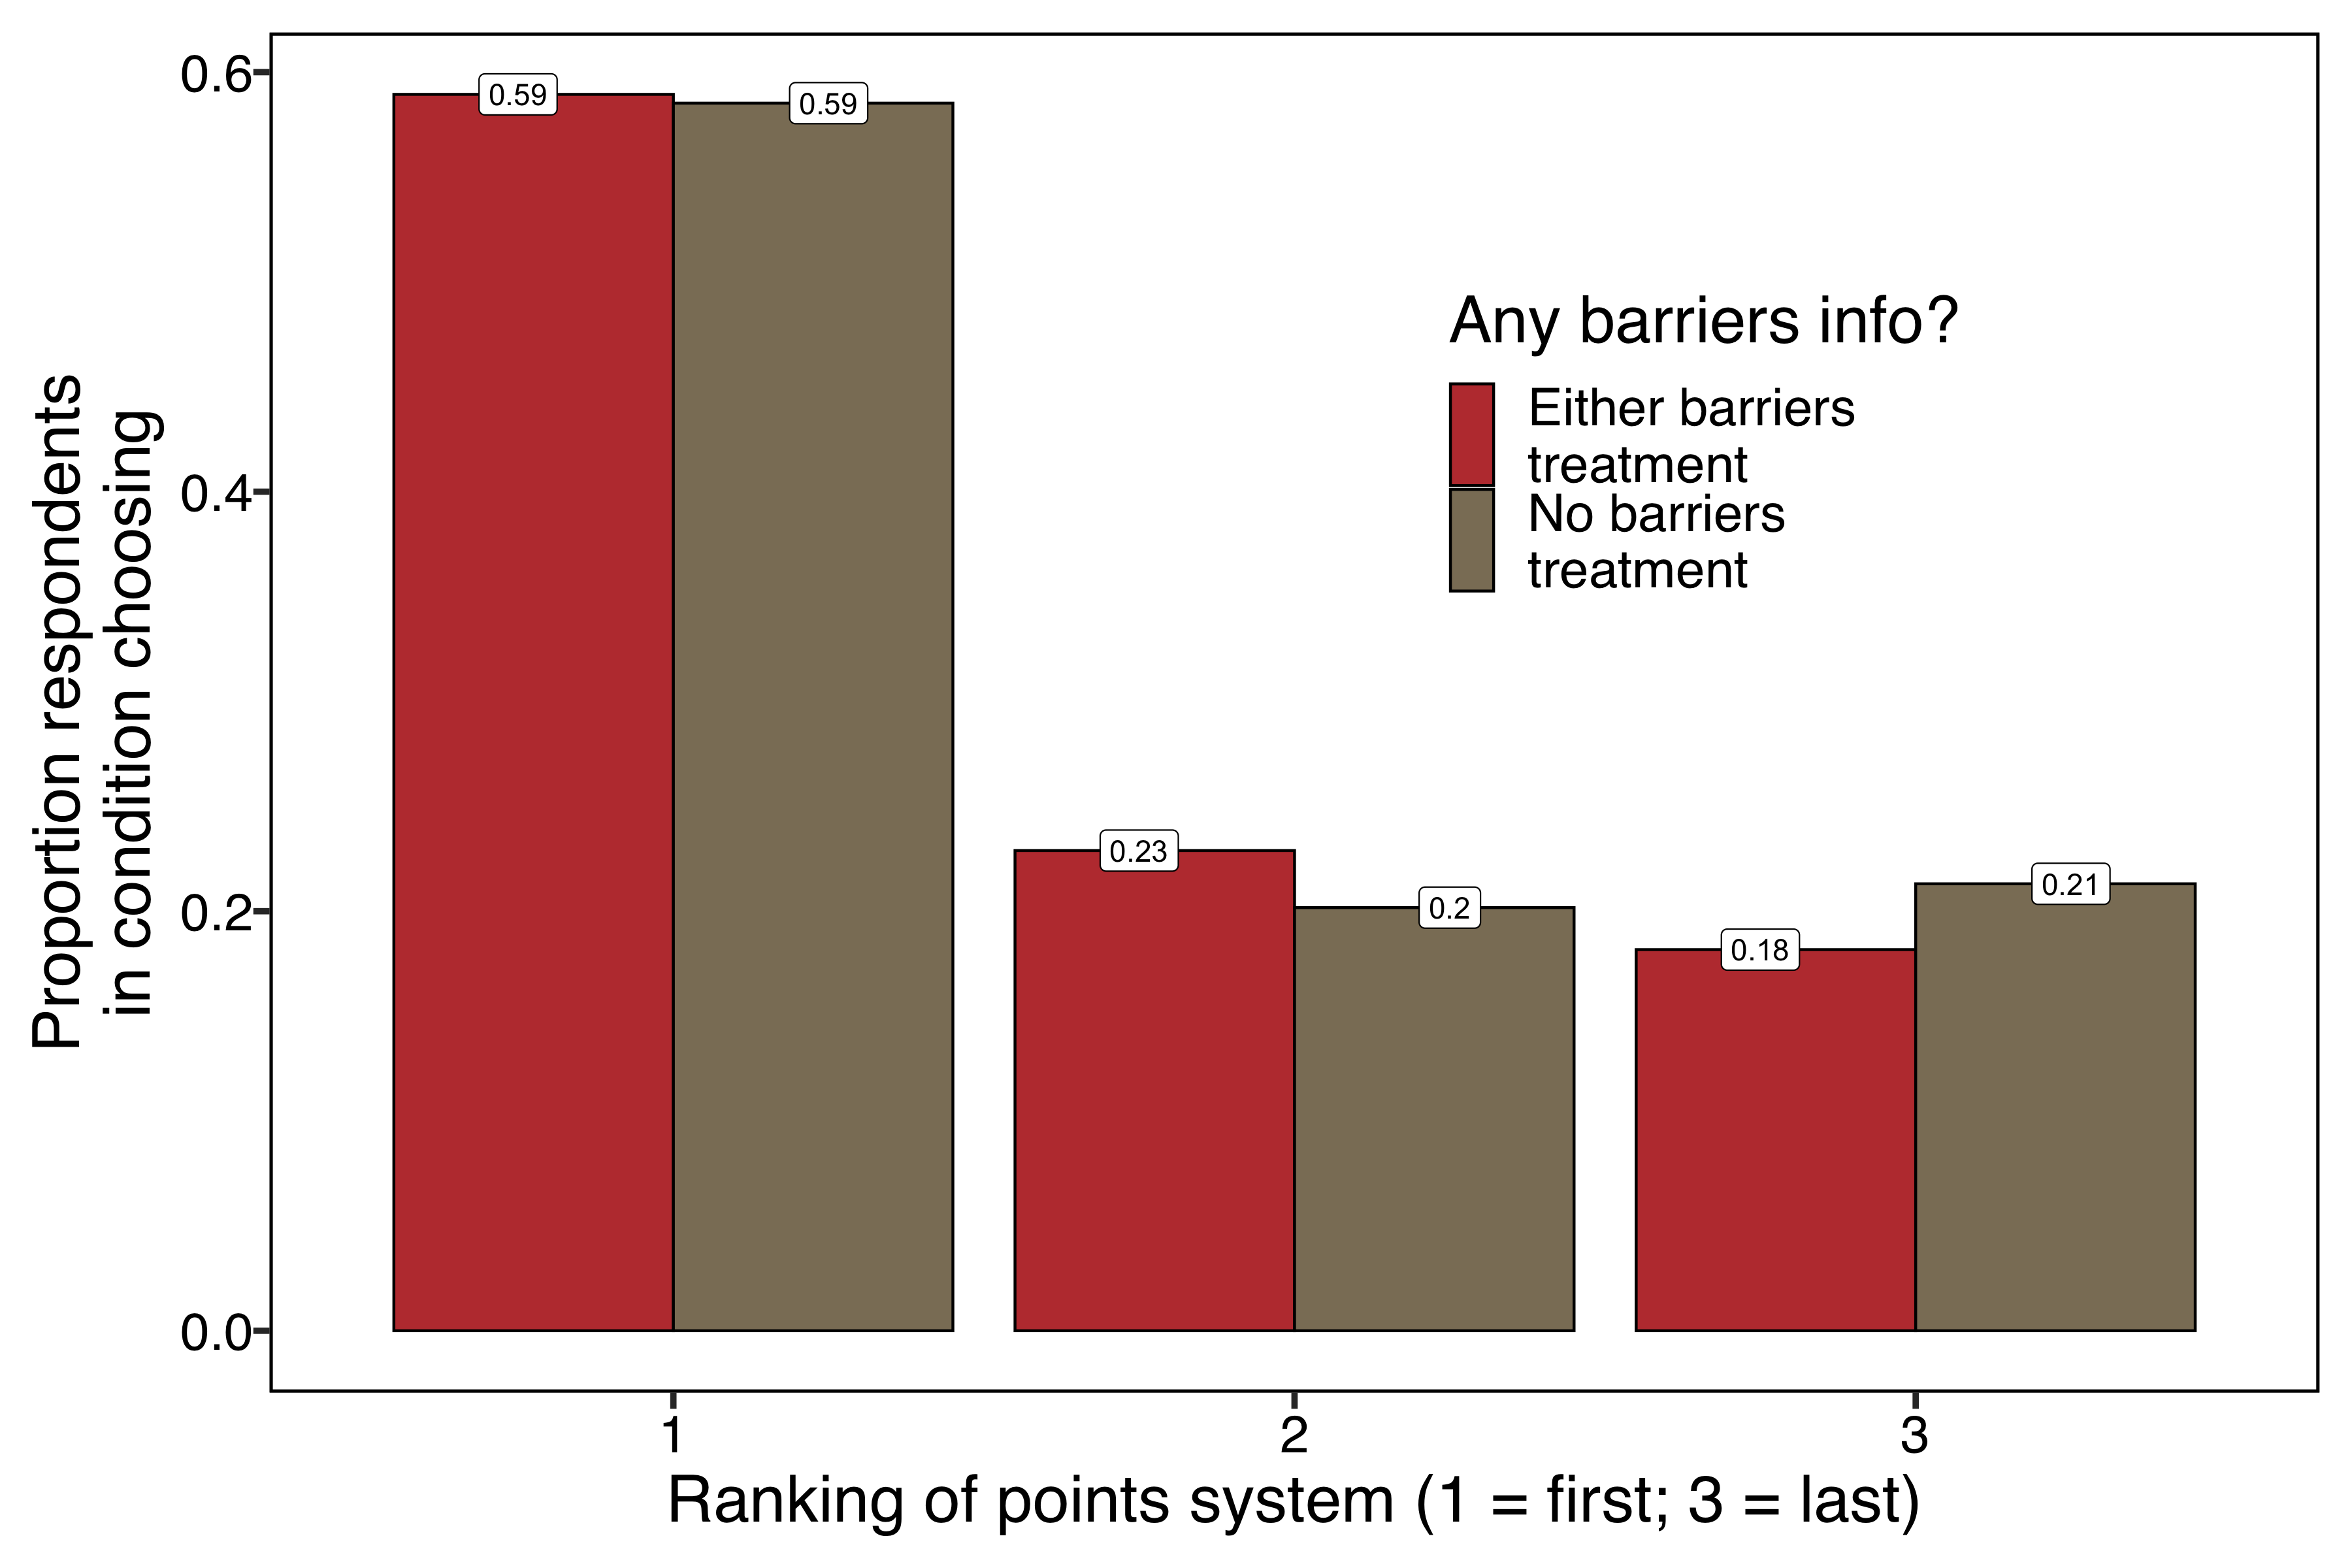 Proportion respondents
in condition choosing
0.6
0.4
0.2
0.0
0.59
0.59
0.23
0.2
0.18
0.21
Any barriers info?
Either barriers
treatment
No barriers
treatment
1
2
3
Ranking of points system (1 = first; 3 = last)